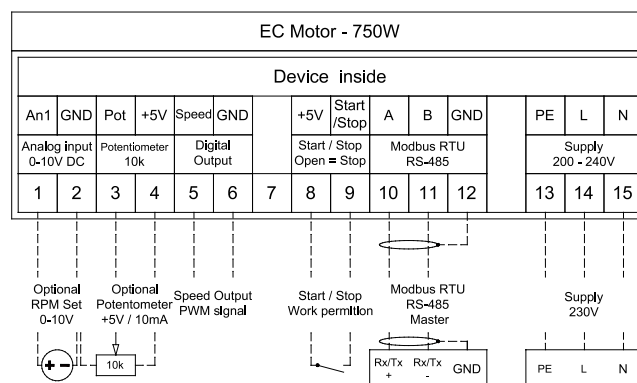 EC Motor - 750W
Device inside
An1 GND Pot +5V Speed GND +5V Start /Stop A B GND PE L N
Analog input 0-10V DC
Potentiometer 10k
Digital Output
Start / Stop Open = Stop
Modbus RTU RS-485
Supply 200 - 240V
1 2 3 4 5 6 7 8 9 10 11 12 13 14 15
Optional RPM Set 0-10V
Optional Potentometer +5V / 10mA
Speed Output PWM signal
Start / Stop Work permition
Modbus RTU RS-485 Master
Supply 230V
+ -
10k
Rx/Tx + Rx/Tx - GND
PE L N